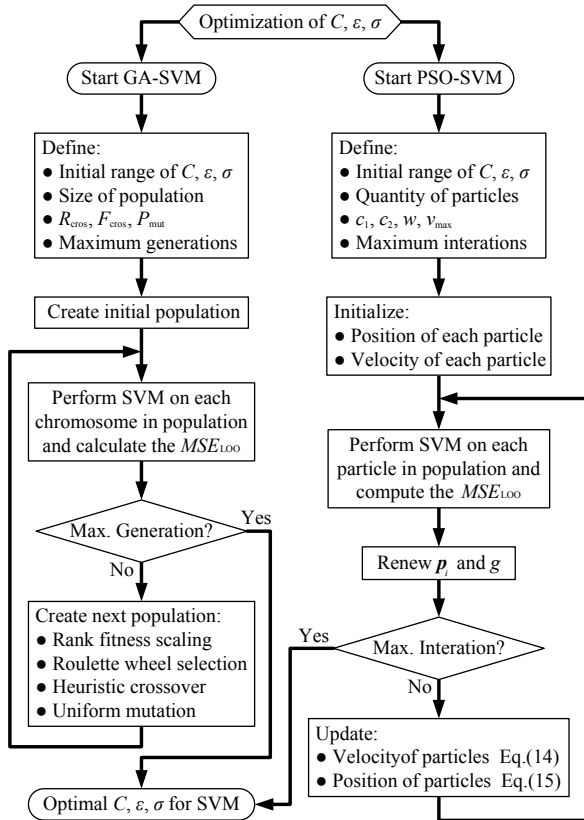 Optimization of C, ε, σ
Start GA-SVM
Define:
● Initial range of C, ε, σ
● Size of population
● Rcros, Fcros, Pmut
● Maximum generations
Create initial population
Perform SVM on each
chromosome in population
and calculate the MSELOO
Max. Generation?
Yes
No
Create next population:
● Rank fitness scaling
● Roulette wheel selection
● Heuristic crossover
● Uniform mutation
Start PSO-SVM
Define:
● Initial range of C, ε, σ
● Quantity of particles
● c1, c2, w, vmax
● Maximum interations
Initialize:
● Position of each particle
● Velocity of each particle
Perform SVM on each
particle in population and
compute the MSELOO
Renew pi and g
Max. Interation?
Yes
No
Update:
● Velocityof particles Eq.(14)
● Position of particles Eq.(15)
Optimal C, ε, σ for SVM